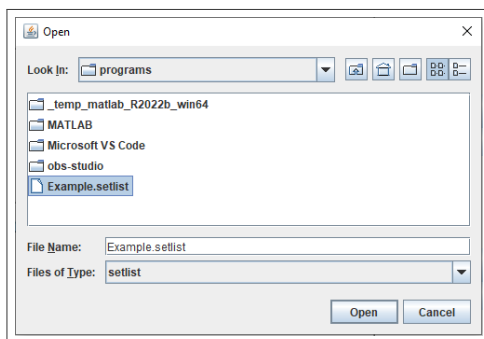 Open
Look In: programs
_temp_matlab_R2022b_win64
MATLAB
Microsoft VS Code
obs-studio
Example.setlist
File Name: Example.setlist
Files of Type: setlist
Open Cancel